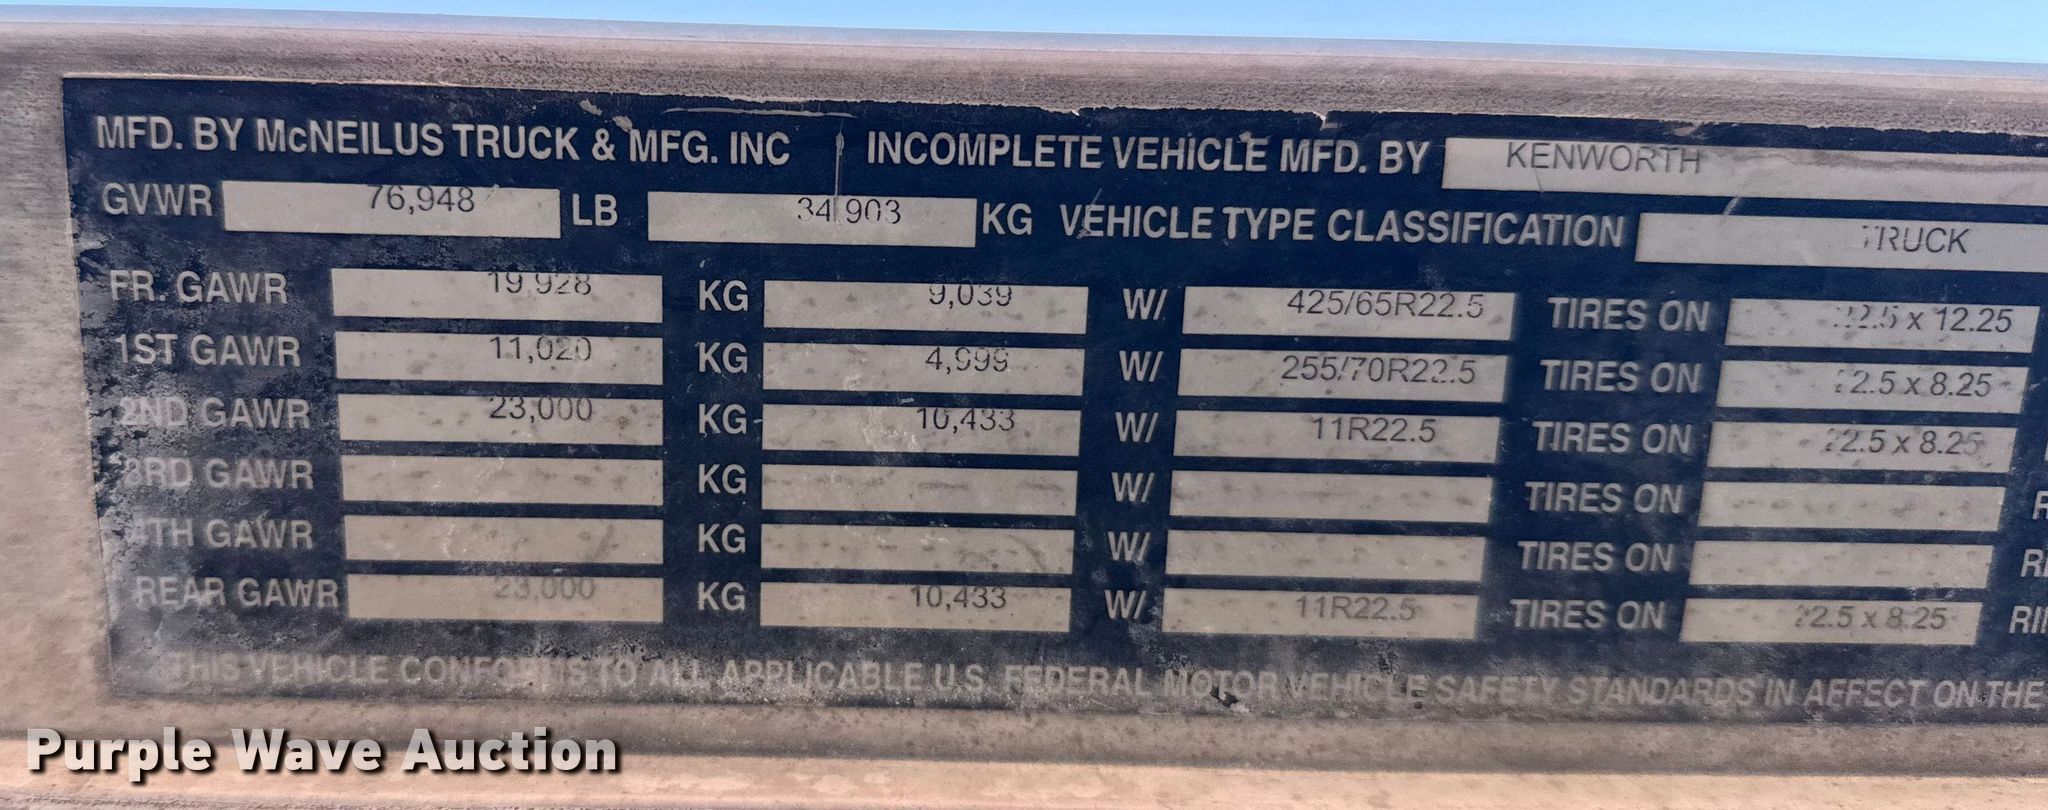 MFD. BY McNEILUS TRUCK & MFG. INC INCOMPLETE VEHICLE MFD. BY KENWORTH
GVWR 76,948 LB 34,903 KG VEHICLE TYPE CLASSIFICATION TRUCK
FR. GAWR 19,928 KG 9,039 W/ 425/65R22.5 TIRES ON 22.5 x 12.25
1ST GAWR 11,020 KG 4,999 W/ 255/70R22.5 TIRES ON 22.5 x 8.25
2ND GAWR 23,000 KG 10,433 W/ 11R22.5 TIRES ON 22.5 x 8.25
3RD GAWR KG W/ TIRES ON
4TH GAWR KG W/ TIRES ON
REAR GAWR 23,000 KG 10,433 W/ 11R22.5 TIRES ON 22.5 x 8.25
THIS VEHICLE CONFORMS TO ALL APPLICABLE U.S. FEDERAL MOTOR VEHICLE SAFETY STANDARDS IN AFFECT ON THE
Purple Wave Auction